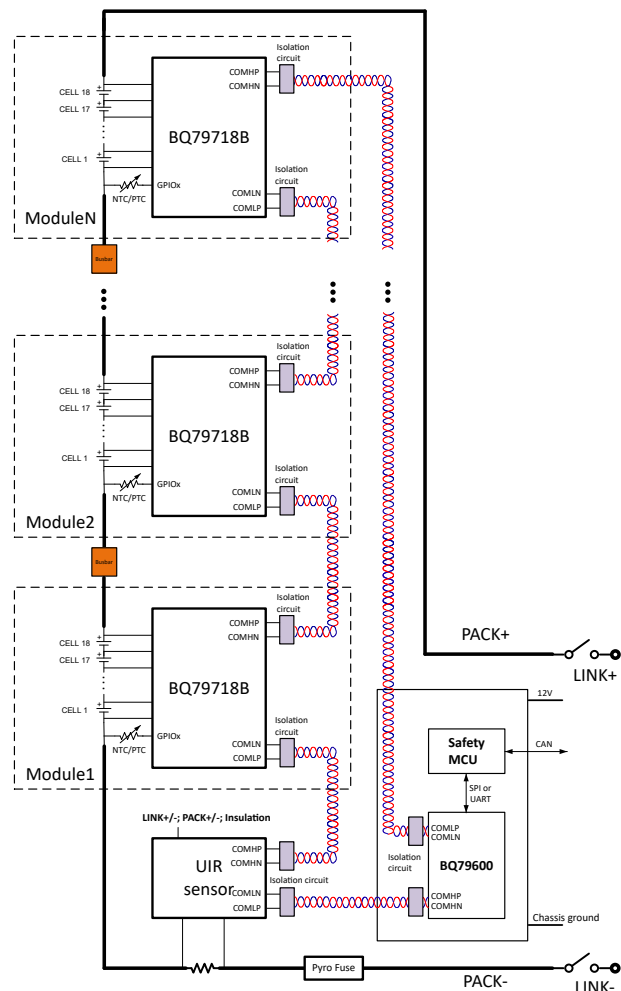 Isolation
circuit
COMHP
COMHN
CELL 18
CELL 17
BQ79718B
CELL 1
Isolation
circuit
COMLN
COMLP
GPIOx
NTC/PTC
ModuleN
Busbar
Isolation
circuit
COMHP
COMHN
CELL 18
CELL 17
BQ79718B
CELL 1
Isolation
circuit
COMLN
COMLP
GPIOx
NTC/PTC
Module2
Busbar
Isolation
circuit
COMHP
COMHN
CELL 18
CELL 17
BQ79718B
CELL 1
Isolation
circuit
COMLN
COMLP
GPIOx
NTC/PTC
Module1
PACK+
LINK+
12V
Safety
MCU
CAN
SPI or
UART
LINK+/-; PACK+/-; Insulation
COMHP
COMHN
UIR
sensor
COMLN
COMLP
Isolation circuit
Isolation
circuit
COMLP
COMLN
BQ79600
COMHP
COMHN
Chassis ground
Pyro Fuse
PACK-
LINK-